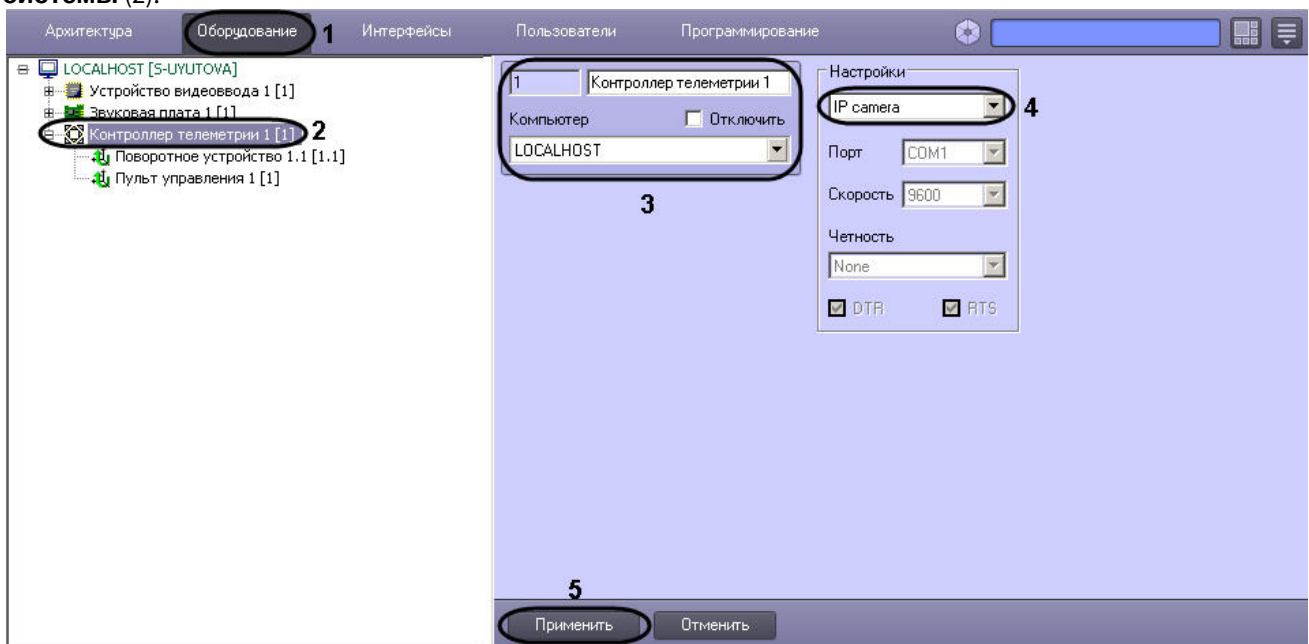 системы (2).
Архитектура Оборудование 1 Интерфейсы Пользователи Программирование
LOCALHOST [S-UYUTOVA]
Устройство видеоввода 1 [1]
Звуковая плата 1 [1]
Контроллер телеметрии 1 [1] 2
Поворотное устройство 1.1 [1.1]
Пульт управления 1 [1]
1 Контроллер телеметрии 1
Компьютер Отключить
LOCALHOST
3
Настройки
IP camera 4
Порт COM1
Скорость 9600
Четность
None
DTR RTS
5
Применить Отменить